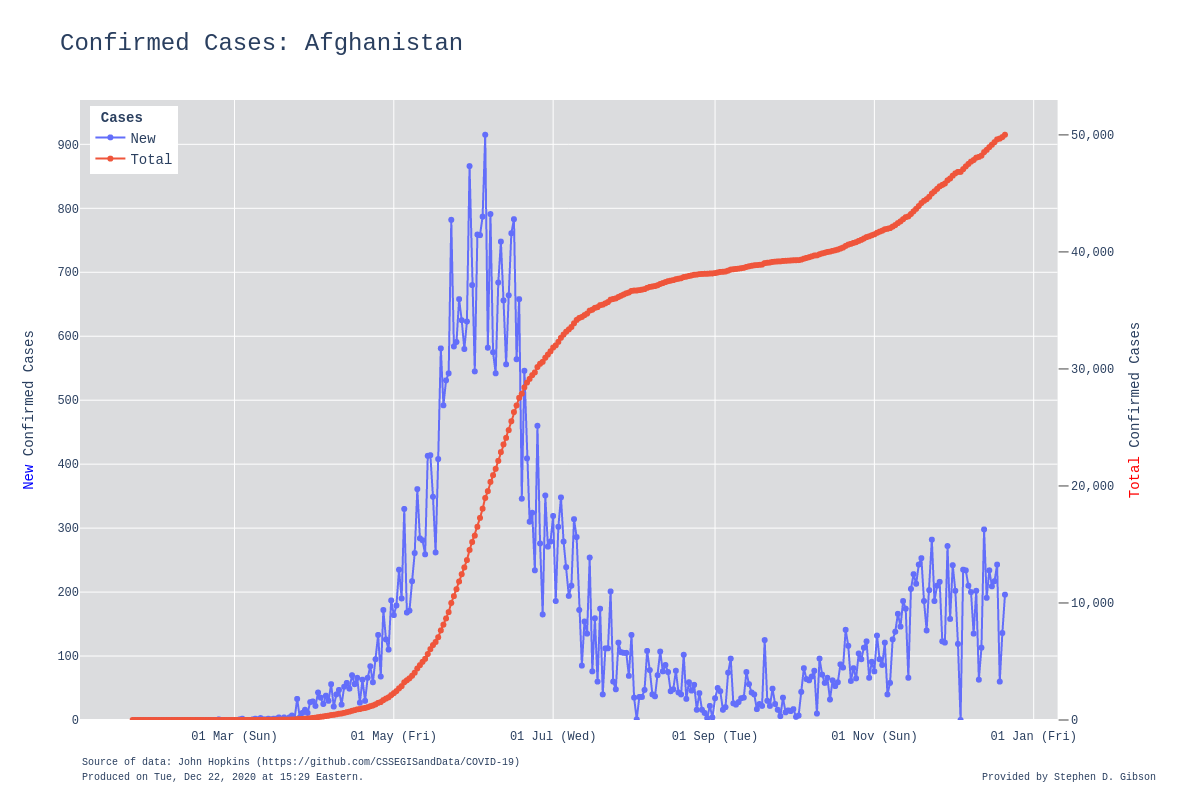 Confirmed Cases: Afghanistan
Cases
New
Total
900
800
700
600
500
400
300
200
100
0
New Confirmed Cases
50,000
40,000
30,000
20,000
10,000
0
Total Confirmed Cases
01 Mar (Sun)
01 May (Fri)
01 Jul (Wed)
01 Sep (Tue)
01 Nov (Sun)
01 Jan (Fri)
Source of data: John Hopkins (https://github.com/CSSEGISandData/COVID-19)
Produced on Tue, Dec 22, 2020 at 15:29 Eastern.
Provided by Stephen D. Gibson